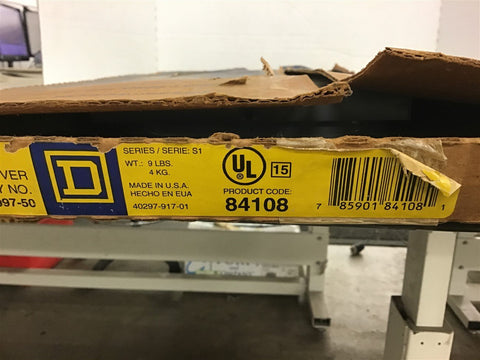 VER
Y NO.
997-50
D
SERIES / SERIE: S1
WT.: 9 LBS.
4 KG.
MADE IN U.S.A.
HECHO EN EUA
40297-917-01
UL
15
PRODUCT CODE:
84108
7 85901 84108 1